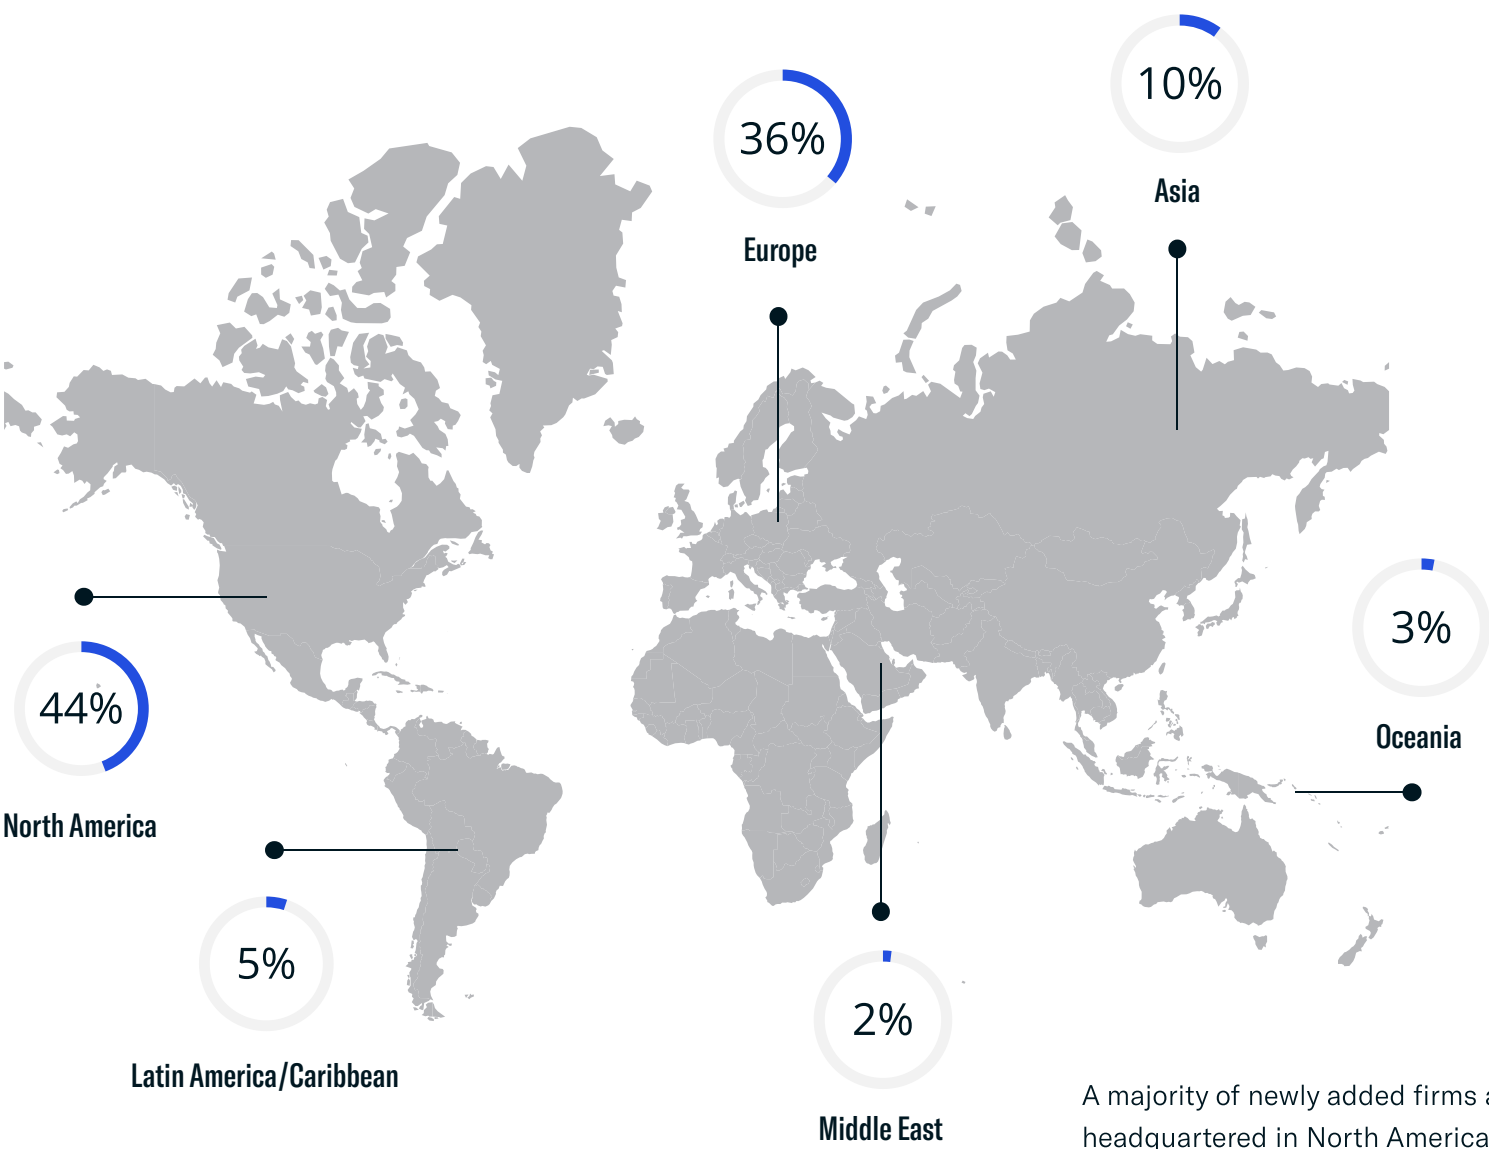 10%
Asia
36%
Europe
3%
Oceania
44%
North America
5%
Latin America/Caribbean
2%
Middle East
A majority of newly added firms
headquartered in North America